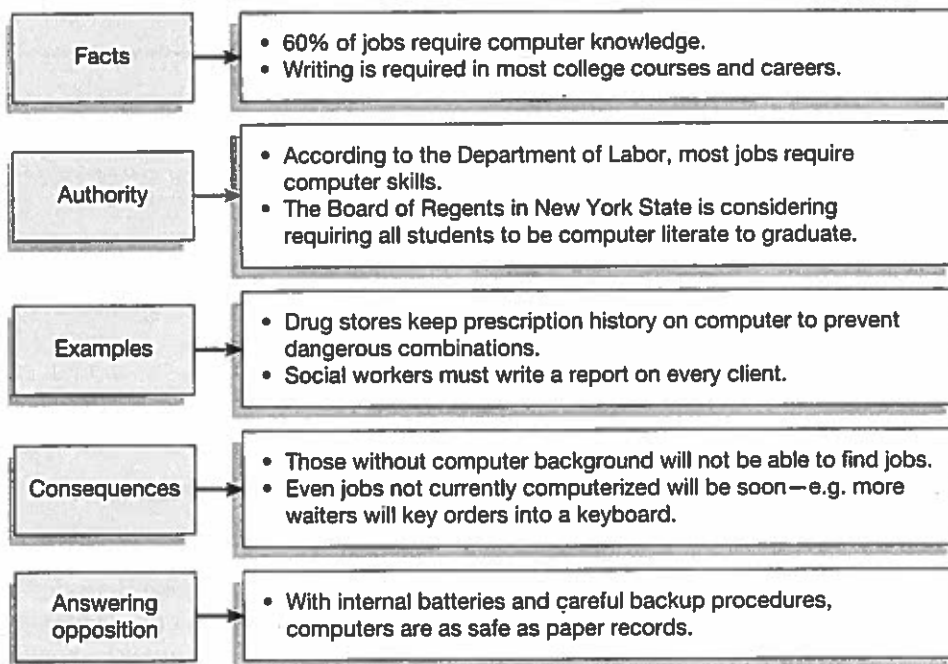 Facts
• 60% of jobs require computer knowledge.
• Writing is required in most college courses and careers.
Authority
• According to the Department of Labor, most jobs require
computer skills.
• The Board of Regents in New York State is considering
requiring all students to be computer literate to graduate.
Examples
• Drug stores keep prescription history on computer to prevent
dangerous combinations.
• Social workers must write a report on every client.
Consequences
• Those without computer background will not be able to find jobs.
• Even jobs not currently computerized will be soon—e.g. more
waiters will key orders into a keyboard.
Answering
opposition
• With internal batteries and careful backup procedures,
computers are as safe as paper records.